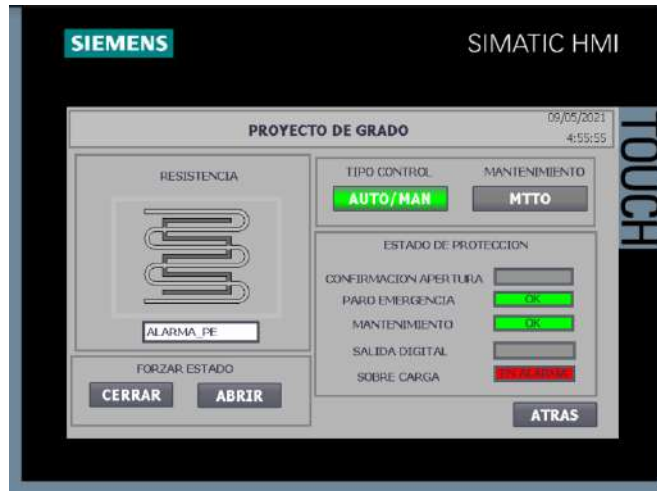 SIEMENS
SIMATIC HMI
TOUCH
PROYECTO DE GRADO
09/05/2021
4:55:55
RESISTENCIA
ALARMA_PE
FORZAR ESTADO
CERRAR
ABRIR
TIPO CONTROL
MANTENIMIENTO
AUTO/MAN
MTTO
ESTADO DE PROTECCION
CONFIRMACION APERTURA
PARO EMERGENCIA OK
MANTENIMIENTO OK
SALIDA DIGITAL
SOBRE CARGA
ATRAS